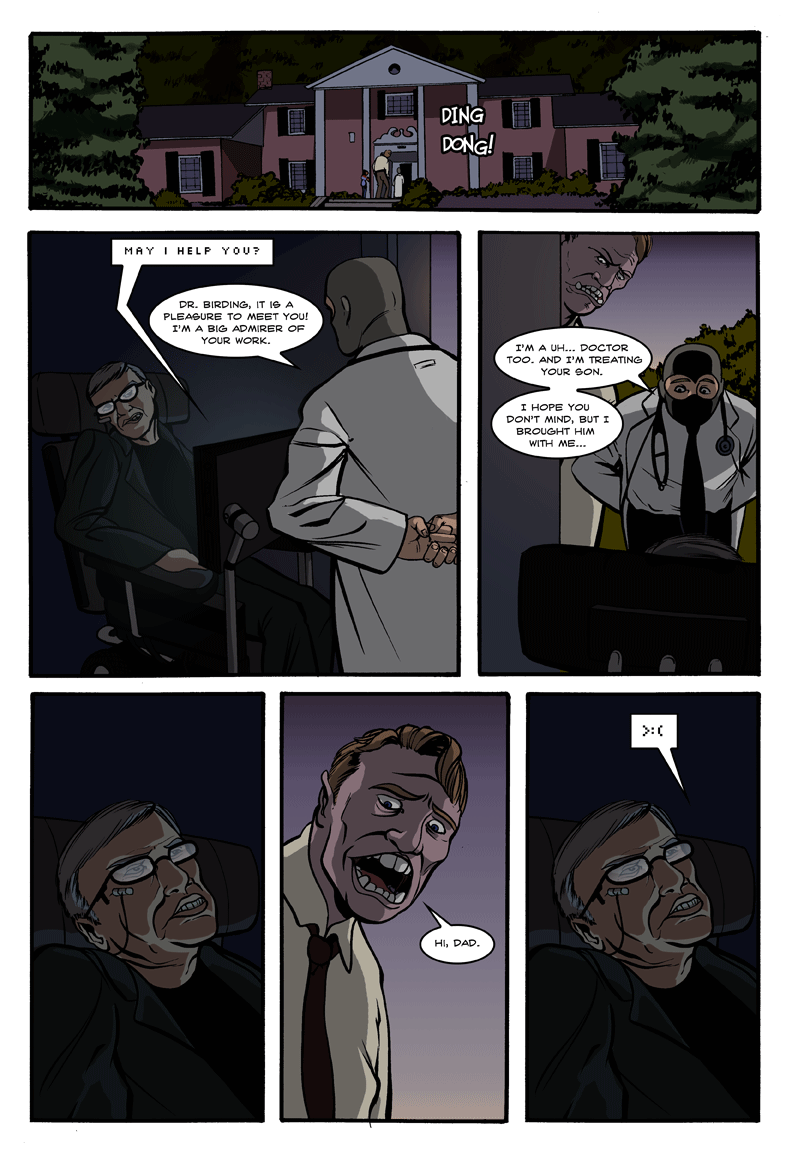 DING
DONG!
MAY I HELP YOU?
DR. BIRDING, IT IS A
PLEASURE TO MEET YOU!
I'M A BIG ADMIRER OF
YOUR WORK.
I'M A UH... DOCTOR
TOO. AND I'M TREATING
YOUR SON.
I HOPE YOU
DON'T MIND, BUT I
BROUGHT HIM
WITH ME...
HI, DAD.
>:(